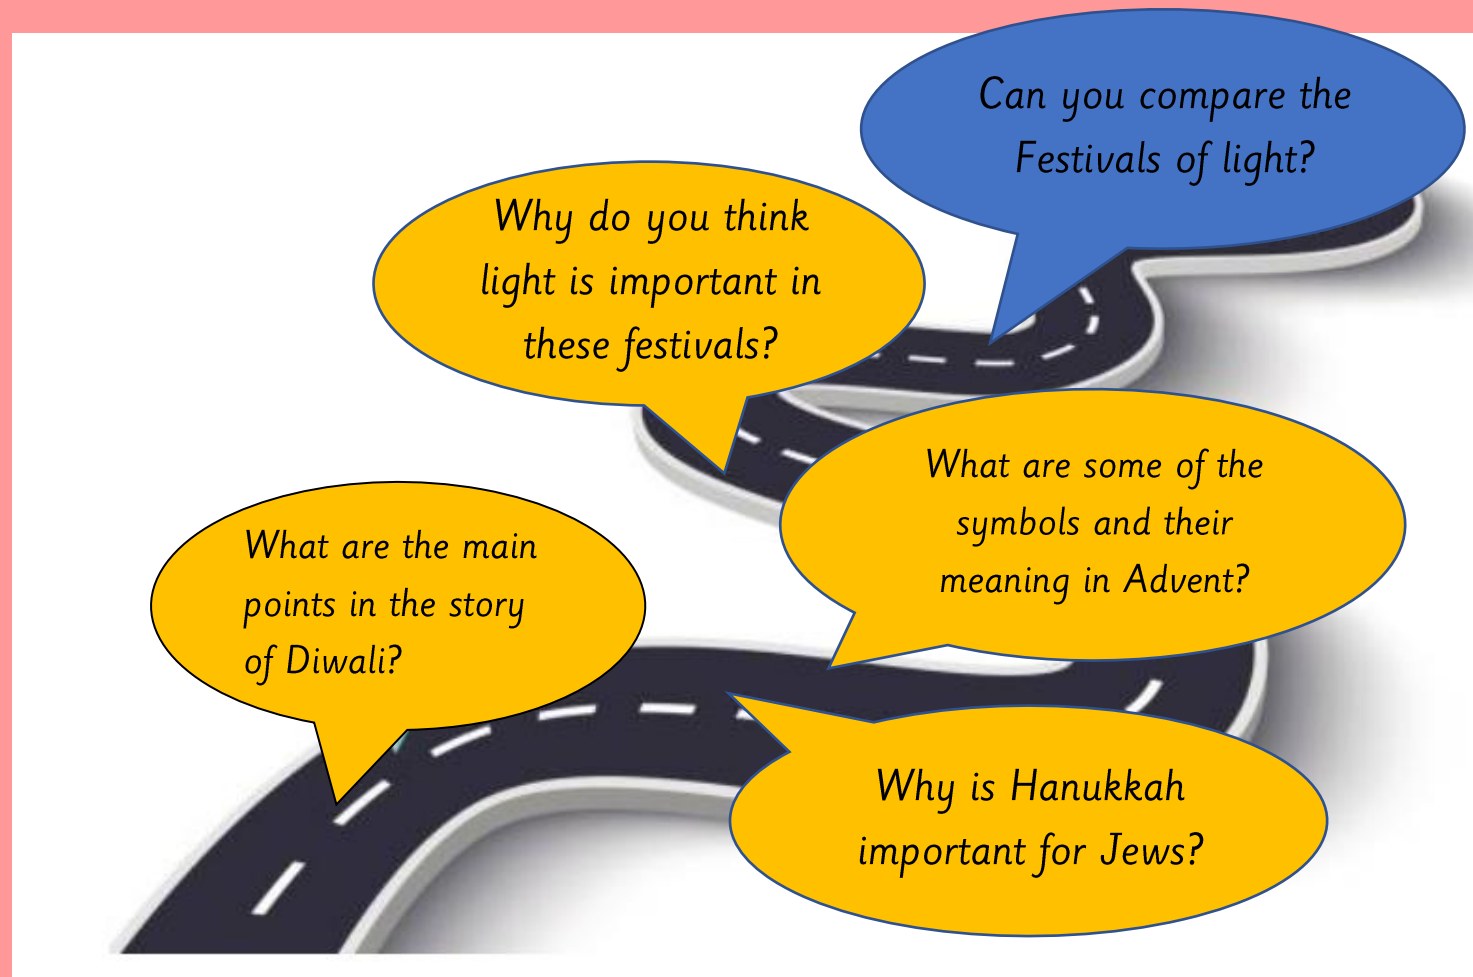 Can you compare the
Festivals of light?
Why do you think
light is important in
these festivals?
What are some of the
symbols and their
meaning in Advent?
What are the main
points in the story
of Diwali?
Why is Hanukkah
important for Jews?